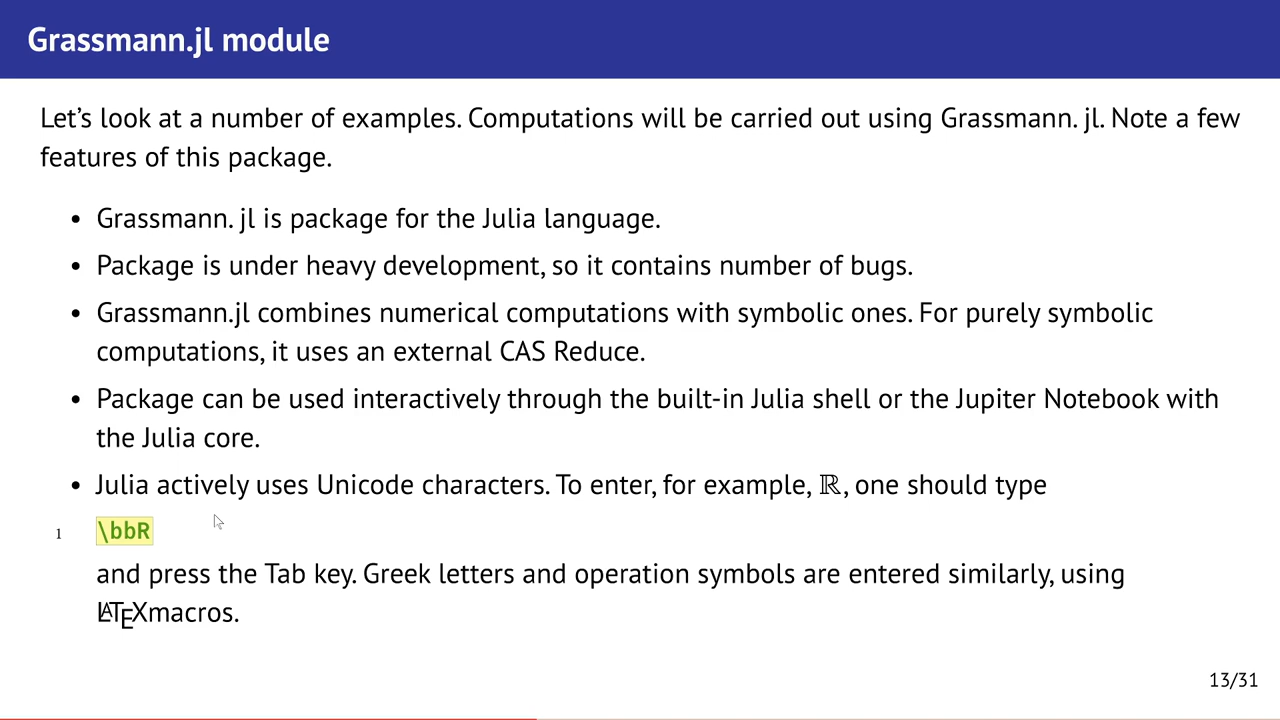 Grassmann.jl module
Let’s look at a number of examples. Computations will be carried out using Grassmann. jl. Note a few
features of this package.
• Grassmann. jl is package for the Julia language.
• Package is under heavy development, so it contains number of bugs.
• Grassmann.jl combines numerical computations with symbolic ones. For purely symbolic
computations, it uses an external CAS Reduce.
• Package can be used interactively through the built-in Julia shell or the Jupiter Notebook with
the Julia core.
• Julia actively uses Unicode characters. To enter, for example, ℝ, one should type
1 \bbR
and press the Tab key. Greek letters and operation symbols are entered similarly, using
LATEXmacros.
13/31